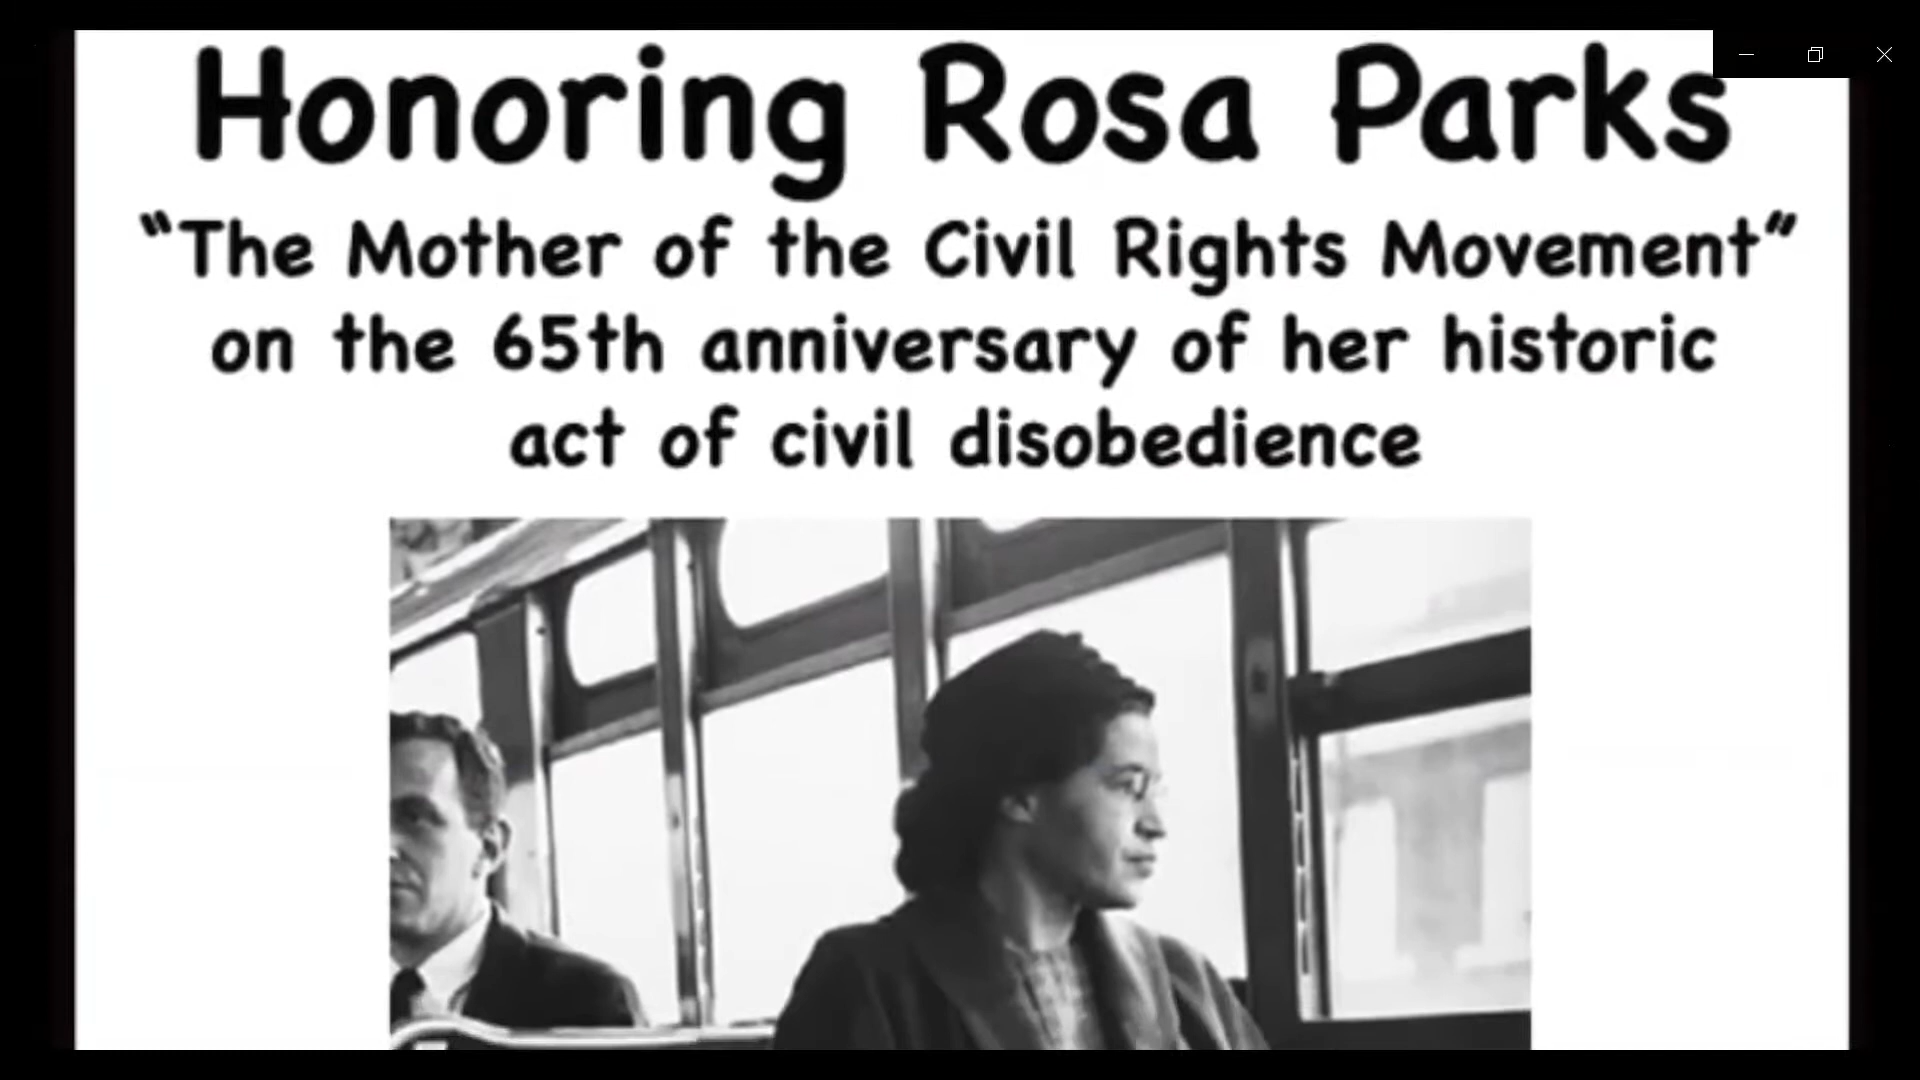 Honoring Rosa Parks
“The Mother of the Civil Rights Movement”
on the 65th anniversary of her historic
act of civil disobedience